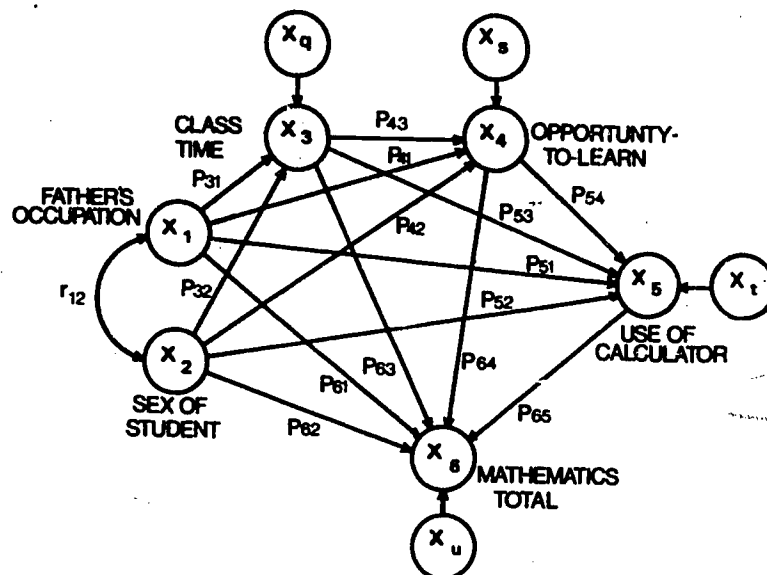 Xq
Xs
CLASS
TIME
X3
P43
X4
OPPORTUNTY-
TO-LEARN
P41
P31
FATHER'S
OCCUPATION
X1
P42
P53
P54
r12
P32
P51
X5
Xt
P52
USE OF
CALCULATOR
X2
SEX OF
STUDENT
P61
P63
P64
P62
P65
X6
MATHEMATICS
TOTAL
Xu